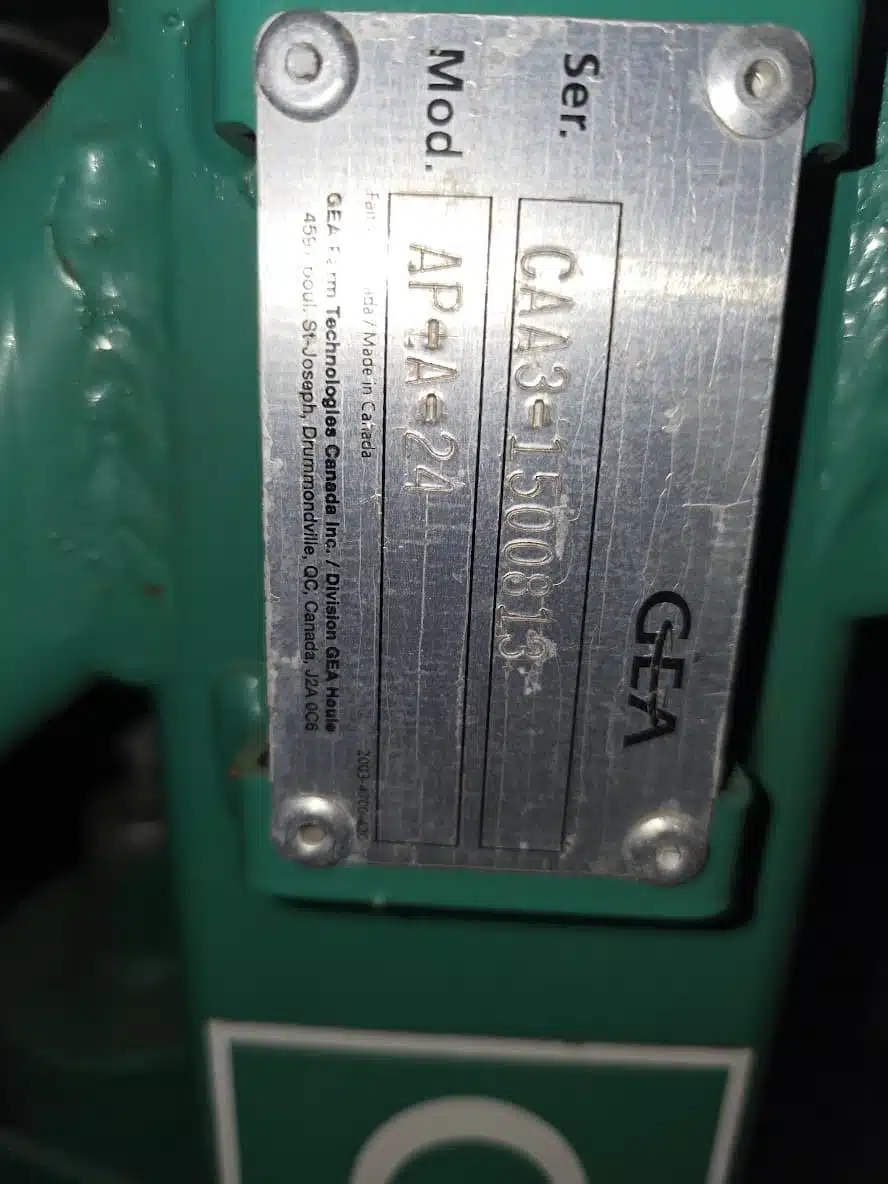 GEA
Ser. CAA3-1500813
Mod. AP-A-24
/ Made in Canada
GEA Farm Technologies Canada Inc. / Division GEA Houle
boul. St-Joseph, Drummondville, QC, Canada, J2A 0C6